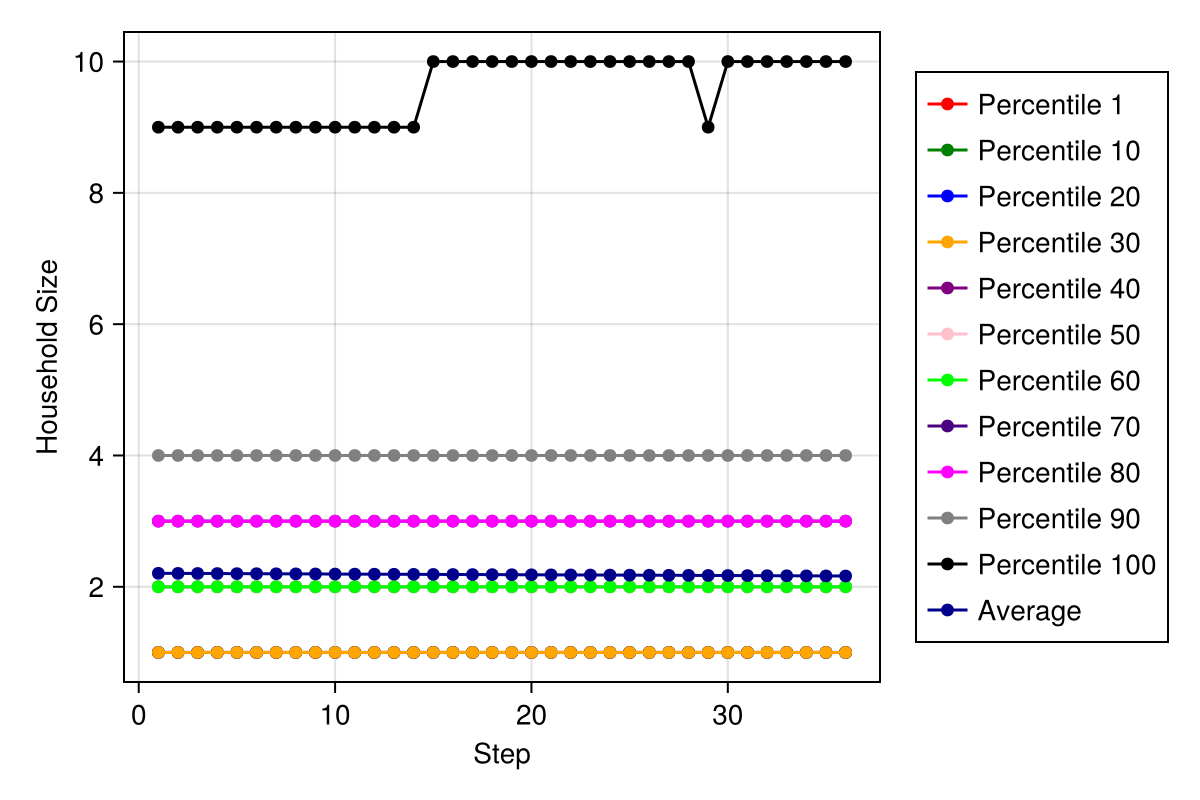 10
8
6
4
2
Household Size
0
10
20
30
Step
Percentile 1
Percentile 10
Percentile 20
Percentile 30
Percentile 40
Percentile 50
Percentile 60
Percentile 70
Percentile 80
Percentile 90
Percentile 100
Average